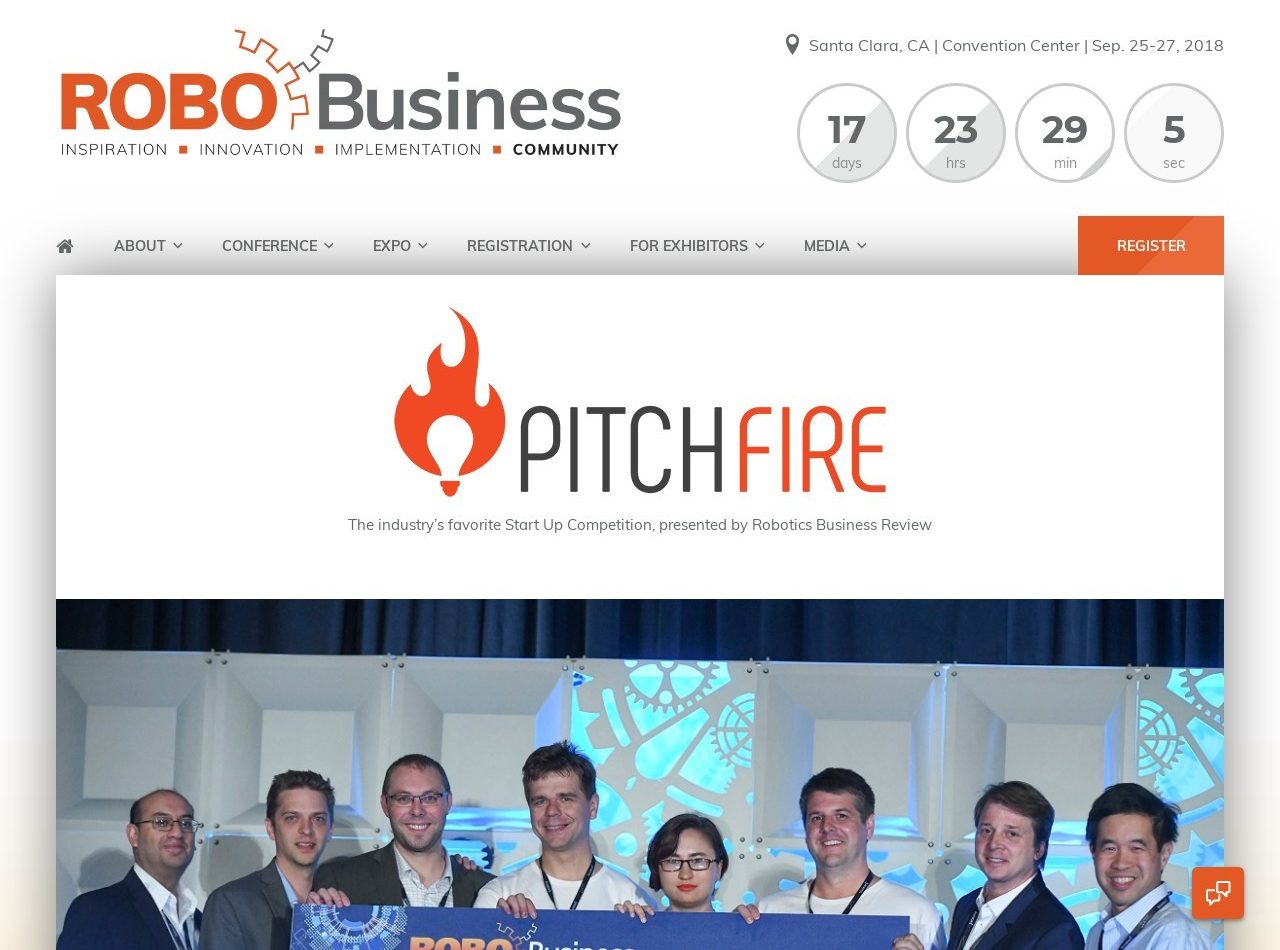 ROBO Business
INSPIRATION ■ INNOVATION ■ IMPLEMENTATION ■ COMMUNITY
Santa Clara, CA | Convention Center | Sep. 25-27, 2018
17 23 29 5
days hrs min sec
ABOUT CONFERENCE EXPO REGISTRATION FOR EXHIBITORS MEDIA REGISTER
PITCHFIRE
The industry’s favorite Start Up Competition, presented by Robotics Business Review
ROBO Business